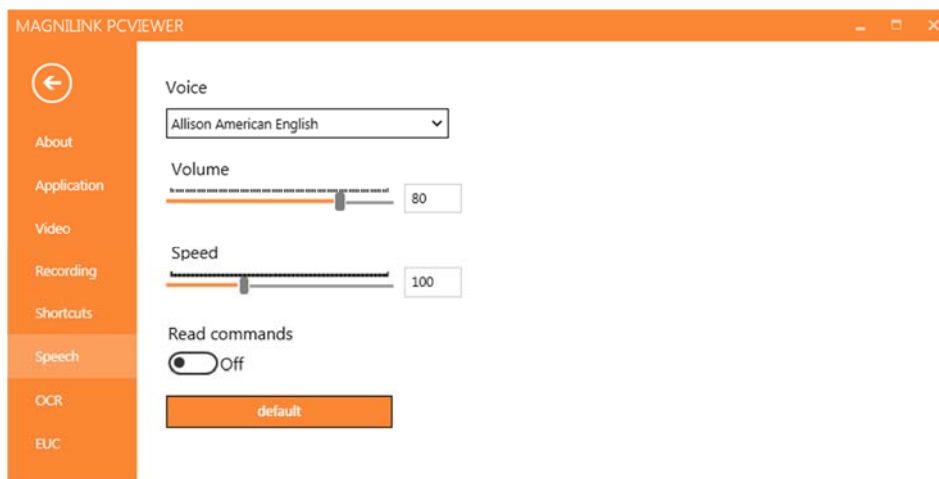 MAGNILINK PCVIEWER
About
Application
Video
Recording
Shortcuts
Speech
OCR
EUC
Voice
Allison American English
Volume
80
Speed
100
Read commands
Off
default